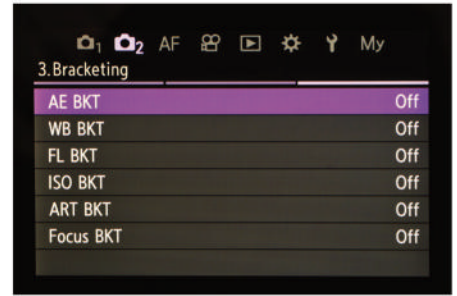 1 2 AF My
3.Bracketing
AE BKT Off
WB BKT Off
FL BKT Off
ISO BKT Off
ART BKT Off
Focus BKT Off